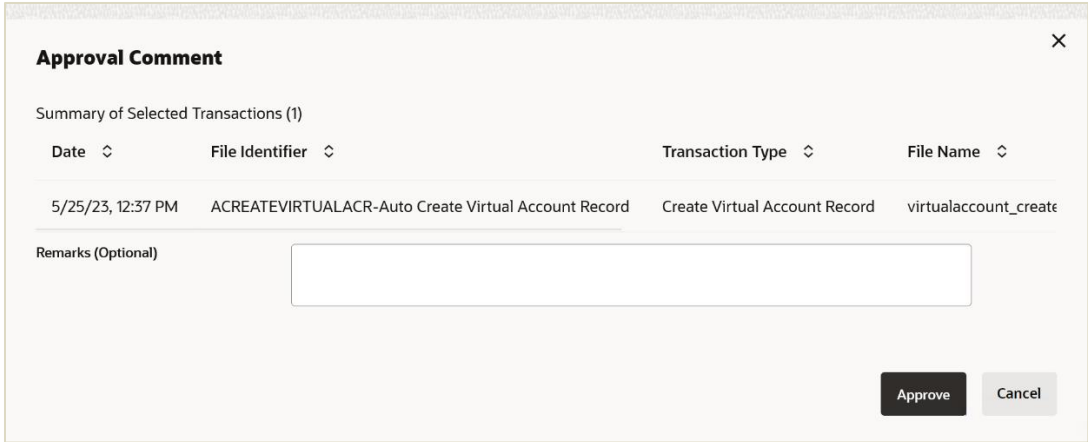 Approval Comment
Summary of Selected Transactions (1)
Date File Identifier Transaction Type File Name
5/25/23, 12:37 PM ACREATEVIRTUALACR-Auto Create Virtual Account Record Create Virtual Account Record virtualaccount_create
Remarks (Optional)
Approve Cancel